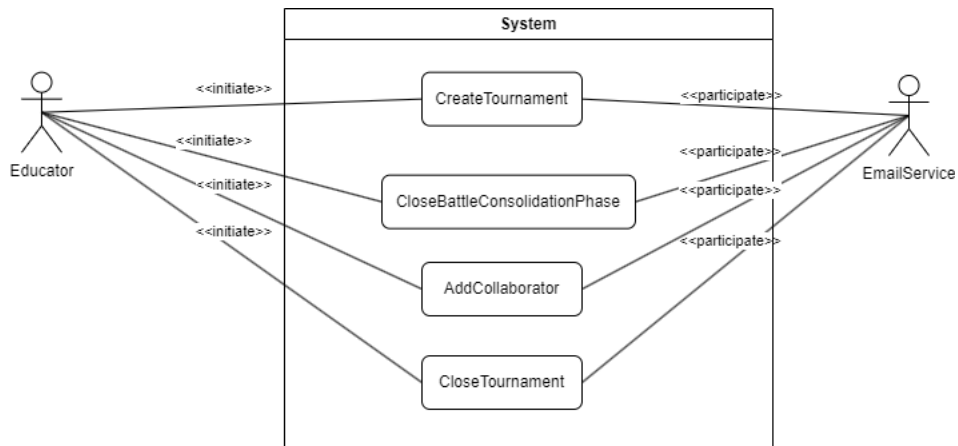 System
<<initiate>>
CreateTournament
<<participate>>
<<initiate>>
<<participate>>
Educator
EmailService
<<initiate>>
CloseBattleConsolidationPhase
<<participate>>
<<initiate>>
<<participate>>
AddCollaborator
CloseTournament